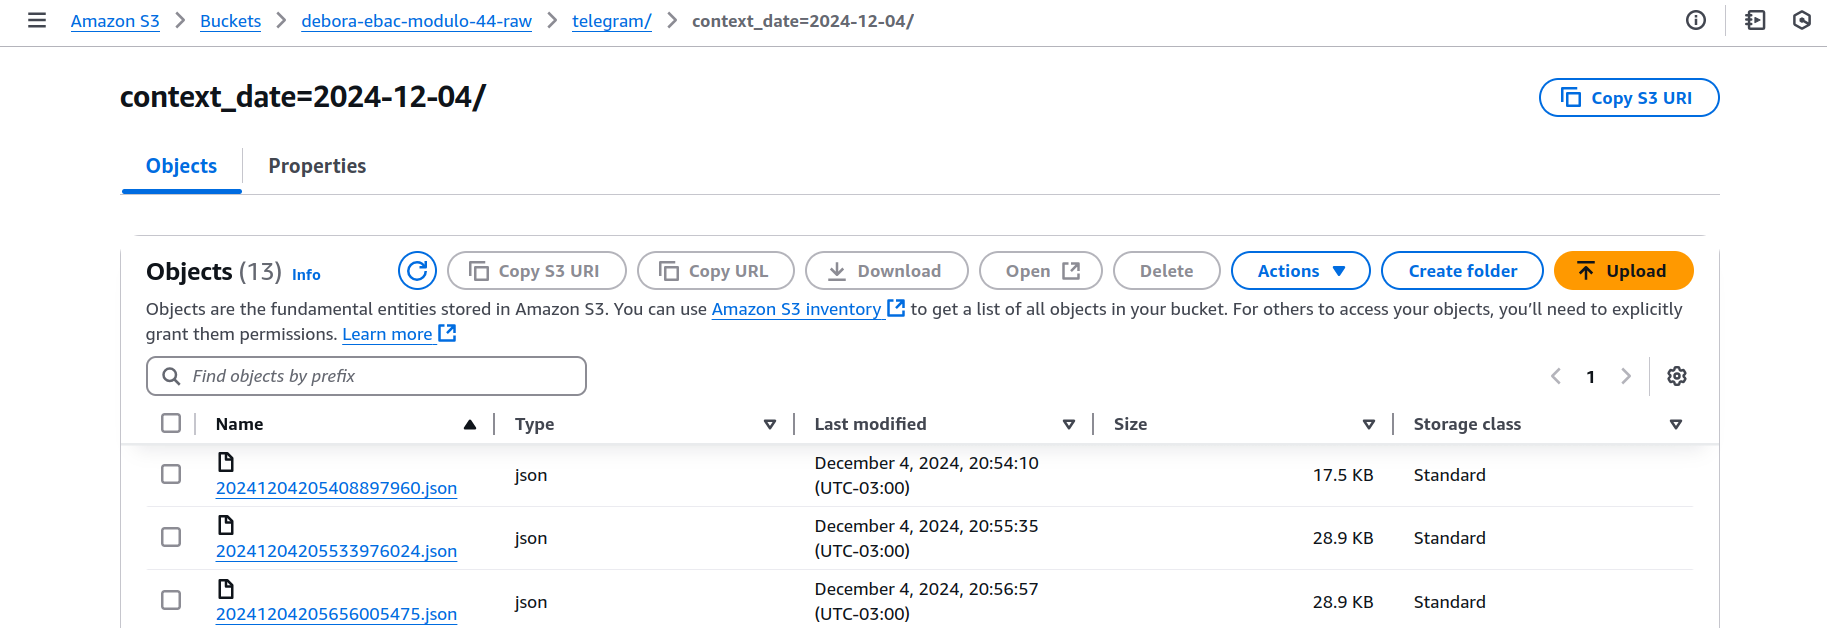 Amazon S3 > Buckets > debora-ebac-modulo-44-raw > telegram/ > context_date=2024-12-04/
context_date=2024-12-04/
Copy S3 URI
Objects Properties
Objects (13) Info Copy S3 URI Copy URL Download Open Delete Actions Create folder Upload
Objects are the fundamental entities stored in Amazon S3. You can use Amazon S3 inventory to get a list of all objects in your bucket. For others to access your objects, you’ll need to explicitly
grant them permissions. Learn more
Find objects by prefix
1
Name Type Last modified Size Storage class
20241204205408897960.json json December 4, 2024, 20:54:10 (UTC-03:00) 17.5 KB Standard
20241204205533976024.json json December 4, 2024, 20:55:35 (UTC-03:00) 28.9 KB Standard
20241204205656005475.json json December 4, 2024, 20:56:57 (UTC-03:00) 28.9 KB Standard